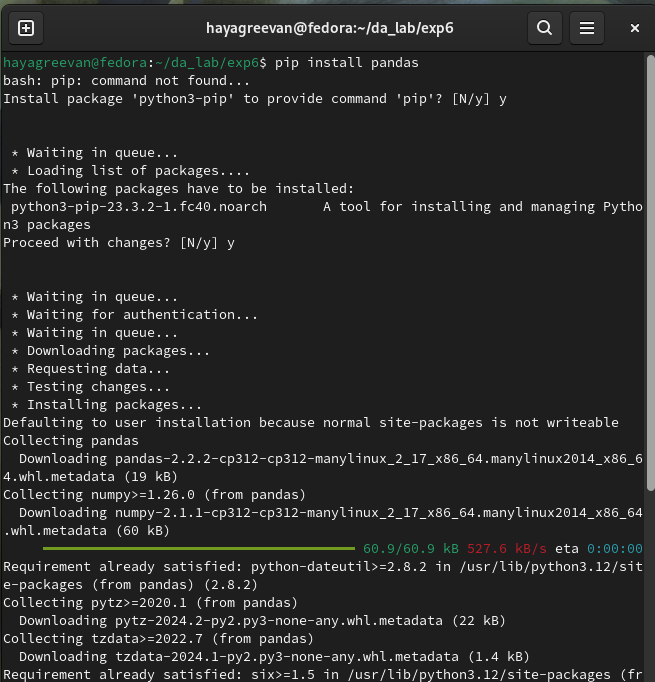 hayagreevan@fedora:~/da_lab/exp6
hayagreevan@fedora:~/da_lab/exp6$ pip install pandas
bash: pip: command not found...
Install package 'python3-pip' to provide command 'pip'? [N/y] y
* Waiting in queue...
* Loading list of packages....
The following packages have to be installed:
python3-pip-23.3.2-1.fc40.noarch       A tool for installing and managing Pytho
n3 packages
Proceed with changes? [N/y] y
* Waiting in queue...
* Waiting for authentication...
* Waiting in queue...
* Downloading packages...
* Requesting data...
* Testing changes...
* Installing packages...
Defaulting to user installation because normal site-packages is not writeable
Collecting pandas
Downloading pandas-2.2.2-cp312-cp312-manylinux_2_17_x86_64.manylinux2014_x86_6
4.whl.metadata (19 kB)
Collecting numpy>=1.26.0 (from pandas)
Downloading numpy-2.1.1-cp312-cp312-manylinux_2_17_x86_64.manylinux2014_x86_64
.whl.metadata (60 kB)
60.9/60.9 kB 527.6 kB/s eta 0:00:00
Requirement already satisfied: python-dateutil>=2.8.2 in /usr/lib/python3.12/sit
e-packages (from pandas) (2.8.2)
Collecting pytz>=2020.1 (from pandas)
Downloading pytz-2024.2-py2.py3-none-any.whl.metadata (22 kB)
Collecting tzdata>=2022.7 (from pandas)
Downloading tzdata-2024.1-py2.py3-none-any.whl.metadata (1.4 kB)
Requirement already satisfied: six>=1.5 in /usr/lib/python3.12/site-packages (fr